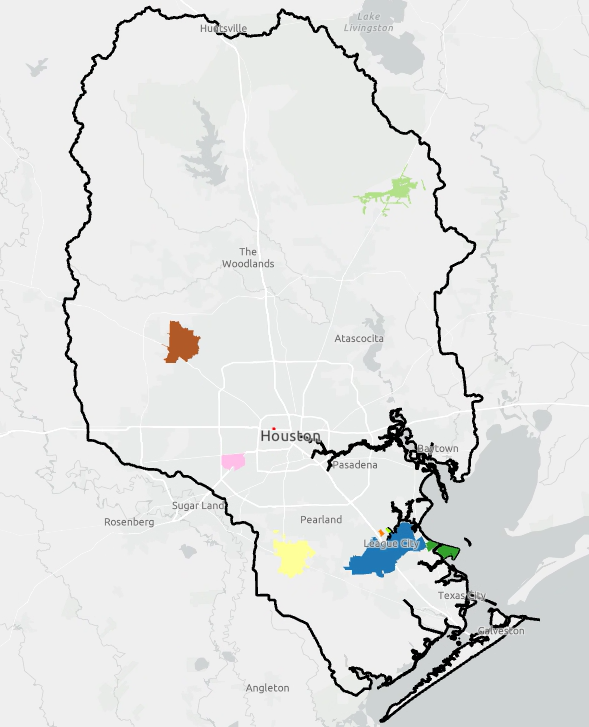 Lake
Livingston
Huntsville
The
Woodlands
Atascocita
Houston
Baytown
Pasadena
Sugar Land
Rosenberg
Pearland
League City
Texas City
Galveston
Angleton